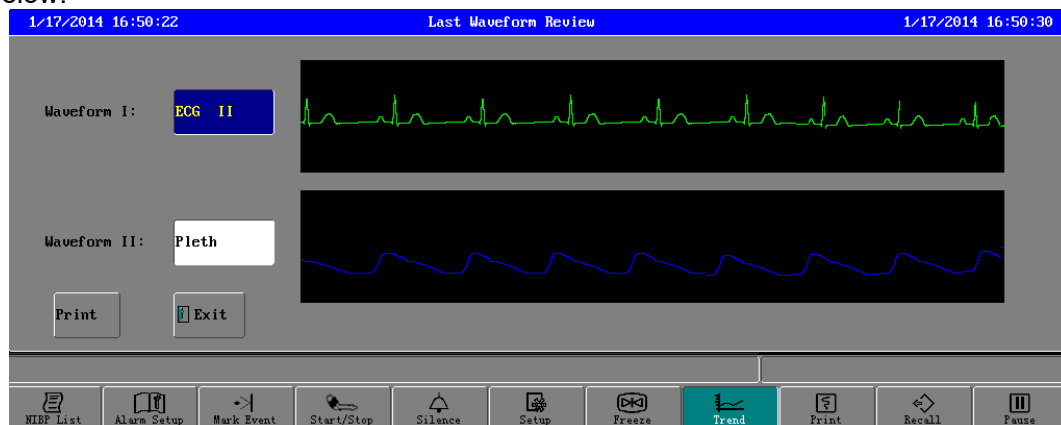 elow:
1/17/2014 16:50:22 Last Waveform Review 1/17/2014 16:50:30
Waveform I: ECG II
Waveform II: Pleth
Print Exit
NIBP List Alarm Setup Mark Event Start/Stop Silence Setup Freeze Trend Print Recall Pause